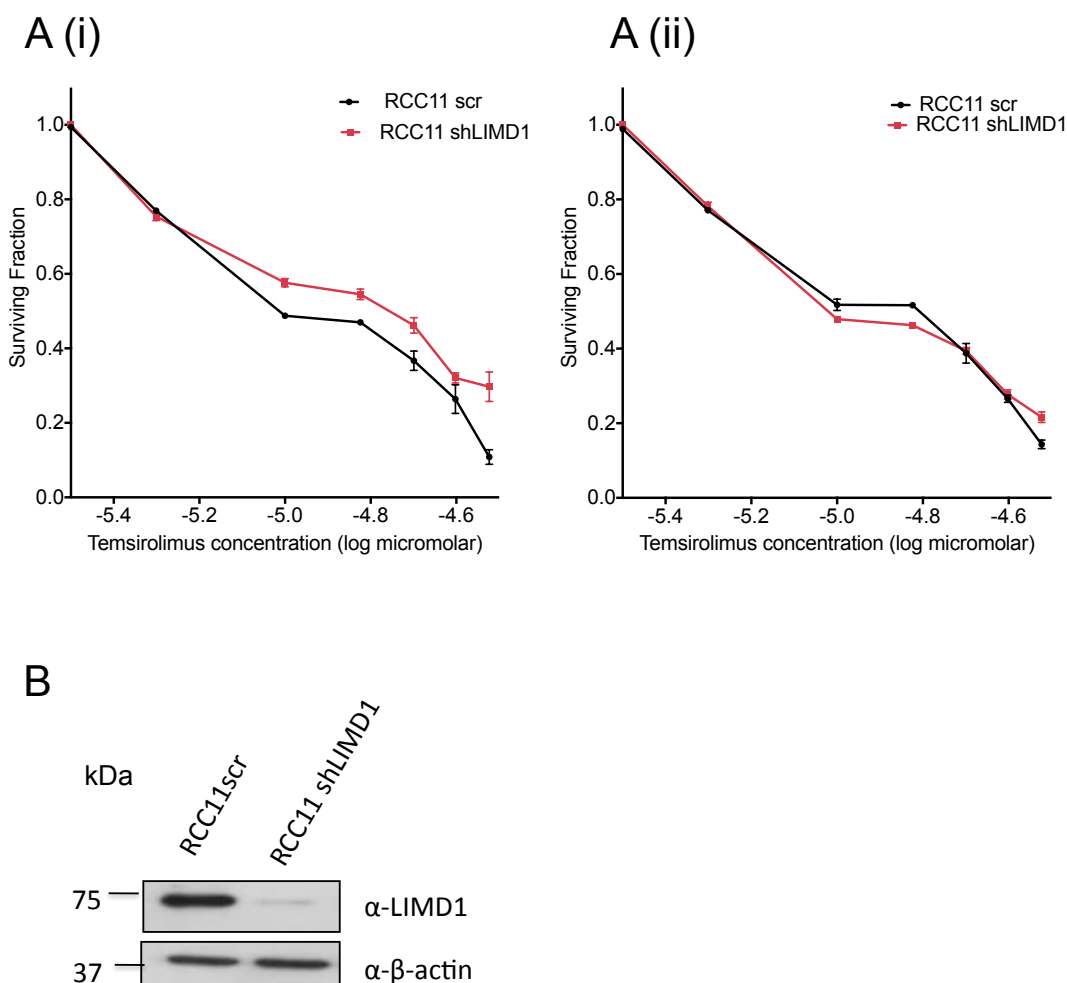 A (i)
RCC11 scr
RCC11 shLIMD1
1.0
0.8
0.6
0.4
0.2
0.0
Surviving Fraction
-5.4 -5.2 -5.0 -4.8 -4.6
Temsirolimus concentration (log micromolar)
A (ii)
RCC11 scr
RCC11 shLIMD1
1.0
0.8
0.6
0.4
0.2
0.0
Surviving Fraction
-5.4 -5.2 -5.0 -4.8 -4.6
Temsirolimus concentration (log micromolar)
B
kDa
RCC11scr
RCC11 shLIMD1
75
α-LIMD1
37
α-β-actin